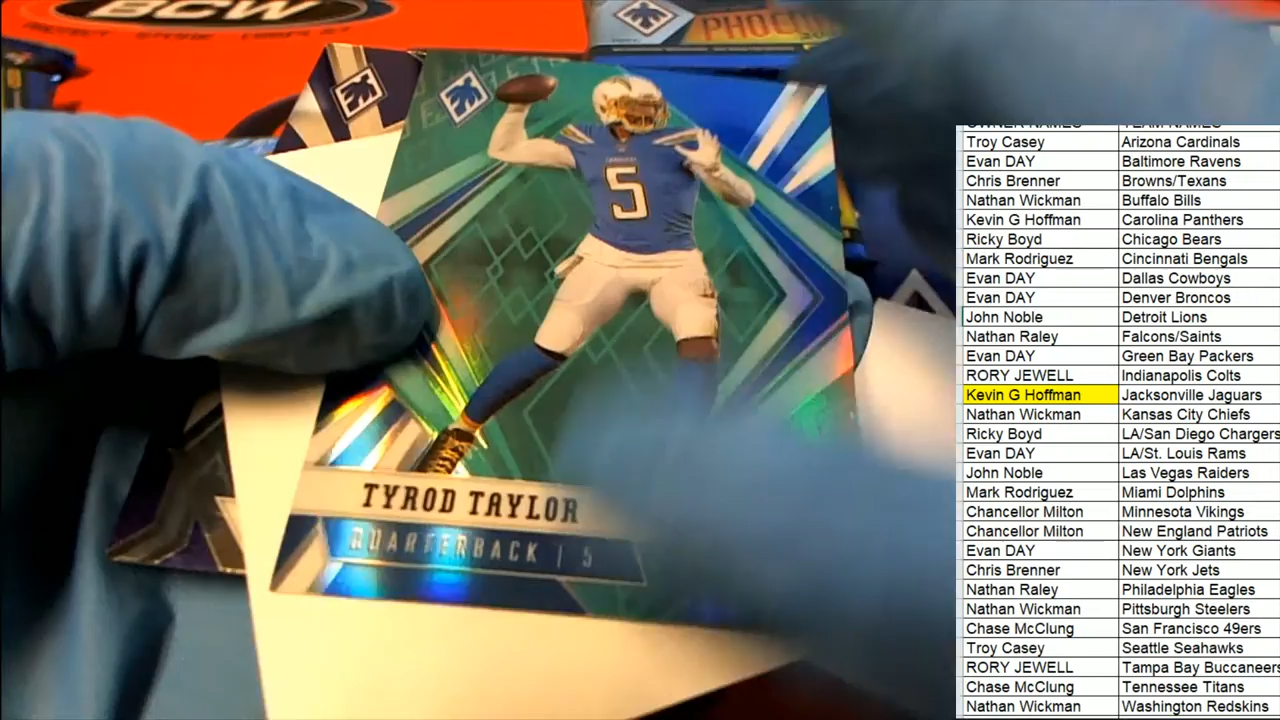 BCW
PHOC
CHARGERS
5
TYROD TAYLOR
QUARTERBACK | 5
OWNER NAMES TEAM NAMES
Troy Casey Arizona Cardinals
Evan DAY Baltimore Ravens
Chris Brenner Browns/Texans
Nathan Wickman Buffalo Bills
Kevin G Hoffman Carolina Panthers
Ricky Boyd Chicago Bears
Mark Rodriguez Cincinnati Bengals
Evan DAY Dallas Cowboys
Evan DAY Denver Broncos
John Noble Detroit Lions
Nathan Raley Falcons/Saints
Evan DAY Green Bay Packers
RORY JEWELL Indianapolis Colts
Kevin G Hoffman Jacksonville Jaguars
Nathan Wickman Kansas City Chiefs
Ricky Boyd LA/San Diego Chargers
Evan DAY LA/St. Louis Rams
John Noble Las Vegas Raiders
Mark Rodriguez Miami Dolphins
Chancellor Milton Minnesota Vikings
Chancellor Milton New England Patriots
Evan DAY New York Giants
Chris Brenner New York Jets
Nathan Raley Philadelphia Eagles
Nathan Wickman Pittsburgh Steelers
Chase McClung San Francisco 49ers
Troy Casey Seattle Seahawks
RORY JEWELL Tampa Bay Buccaneers
Chase McClung Tennessee Titans
Nathan Wickman Washington Redskins